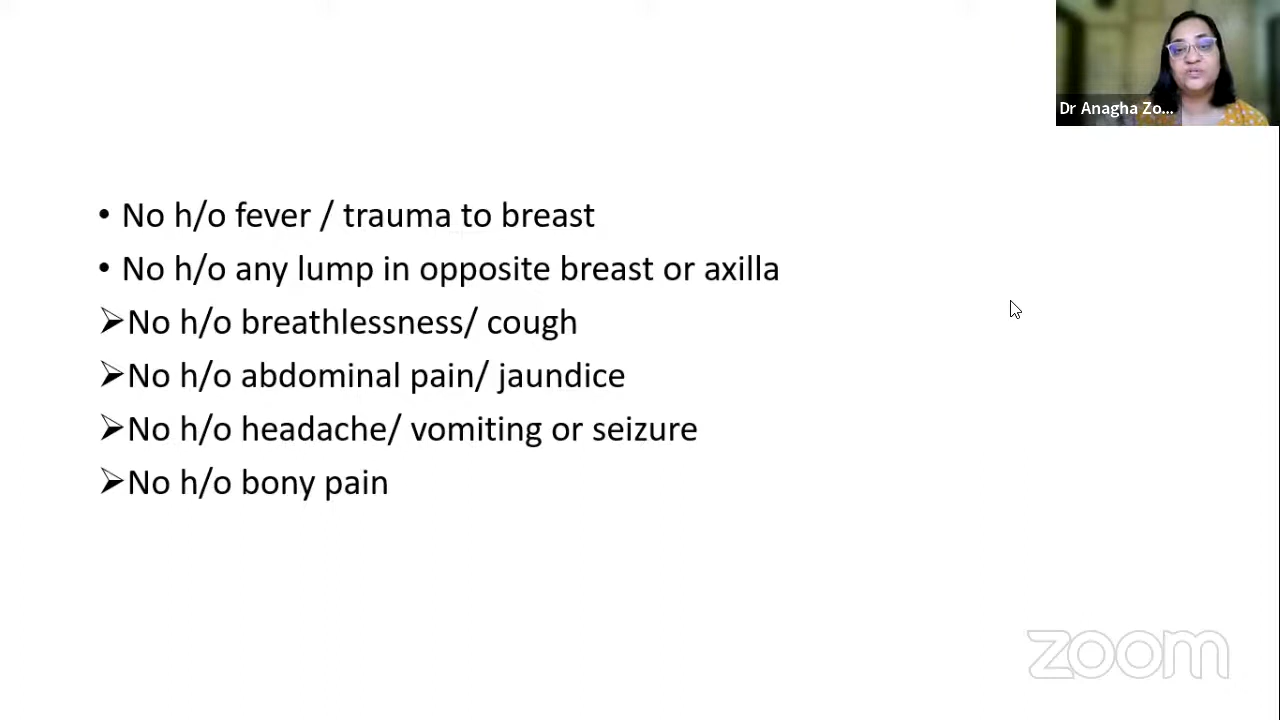 Dr Anagha Zo...
• No h/o fever / trauma to breast
• No h/o any lump in opposite breast or axilla
➢No h/o breathlessness/ cough
➢No h/o abdominal pain/ jaundice
➢No h/o headache/ vomiting or seizure
➢No h/o bony pain
zoom